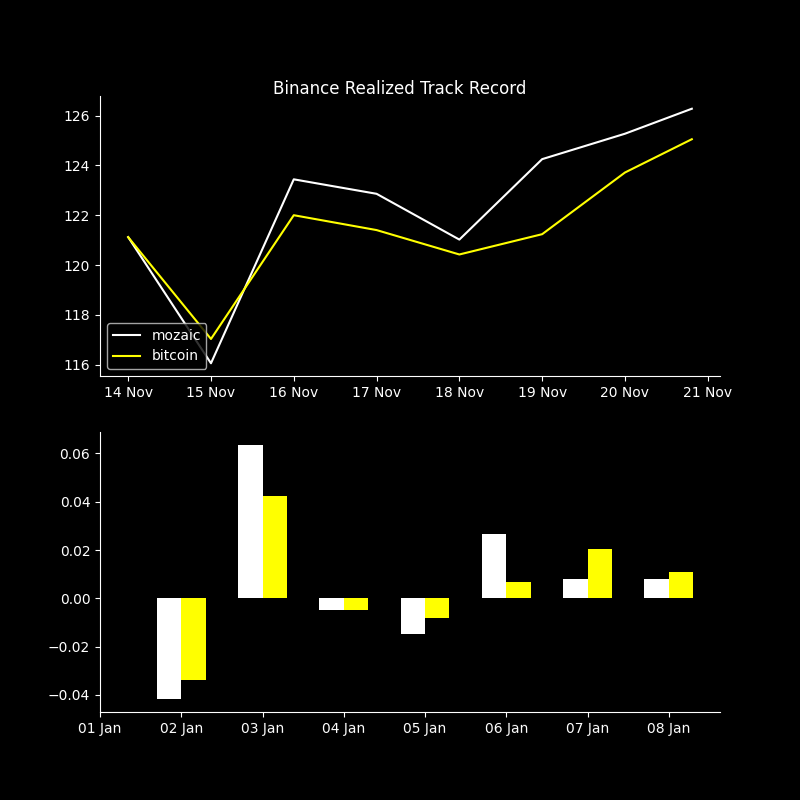 Binance Realized Track Record
126
124
122
120
118
116
mozaic
bitcoin
14 Nov 15 Nov 16 Nov 17 Nov 18 Nov 19 Nov 20 Nov 21 Nov
0.06
0.04
0.02
0.00
−0.02
−0.04
01 Jan 02 Jan 03 Jan 04 Jan 05 Jan 06 Jan 07 Jan 08 Jan